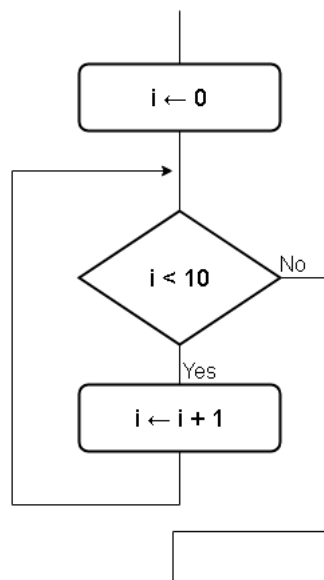 i ← 0
i < 10
No
Yes
i ← i + 1